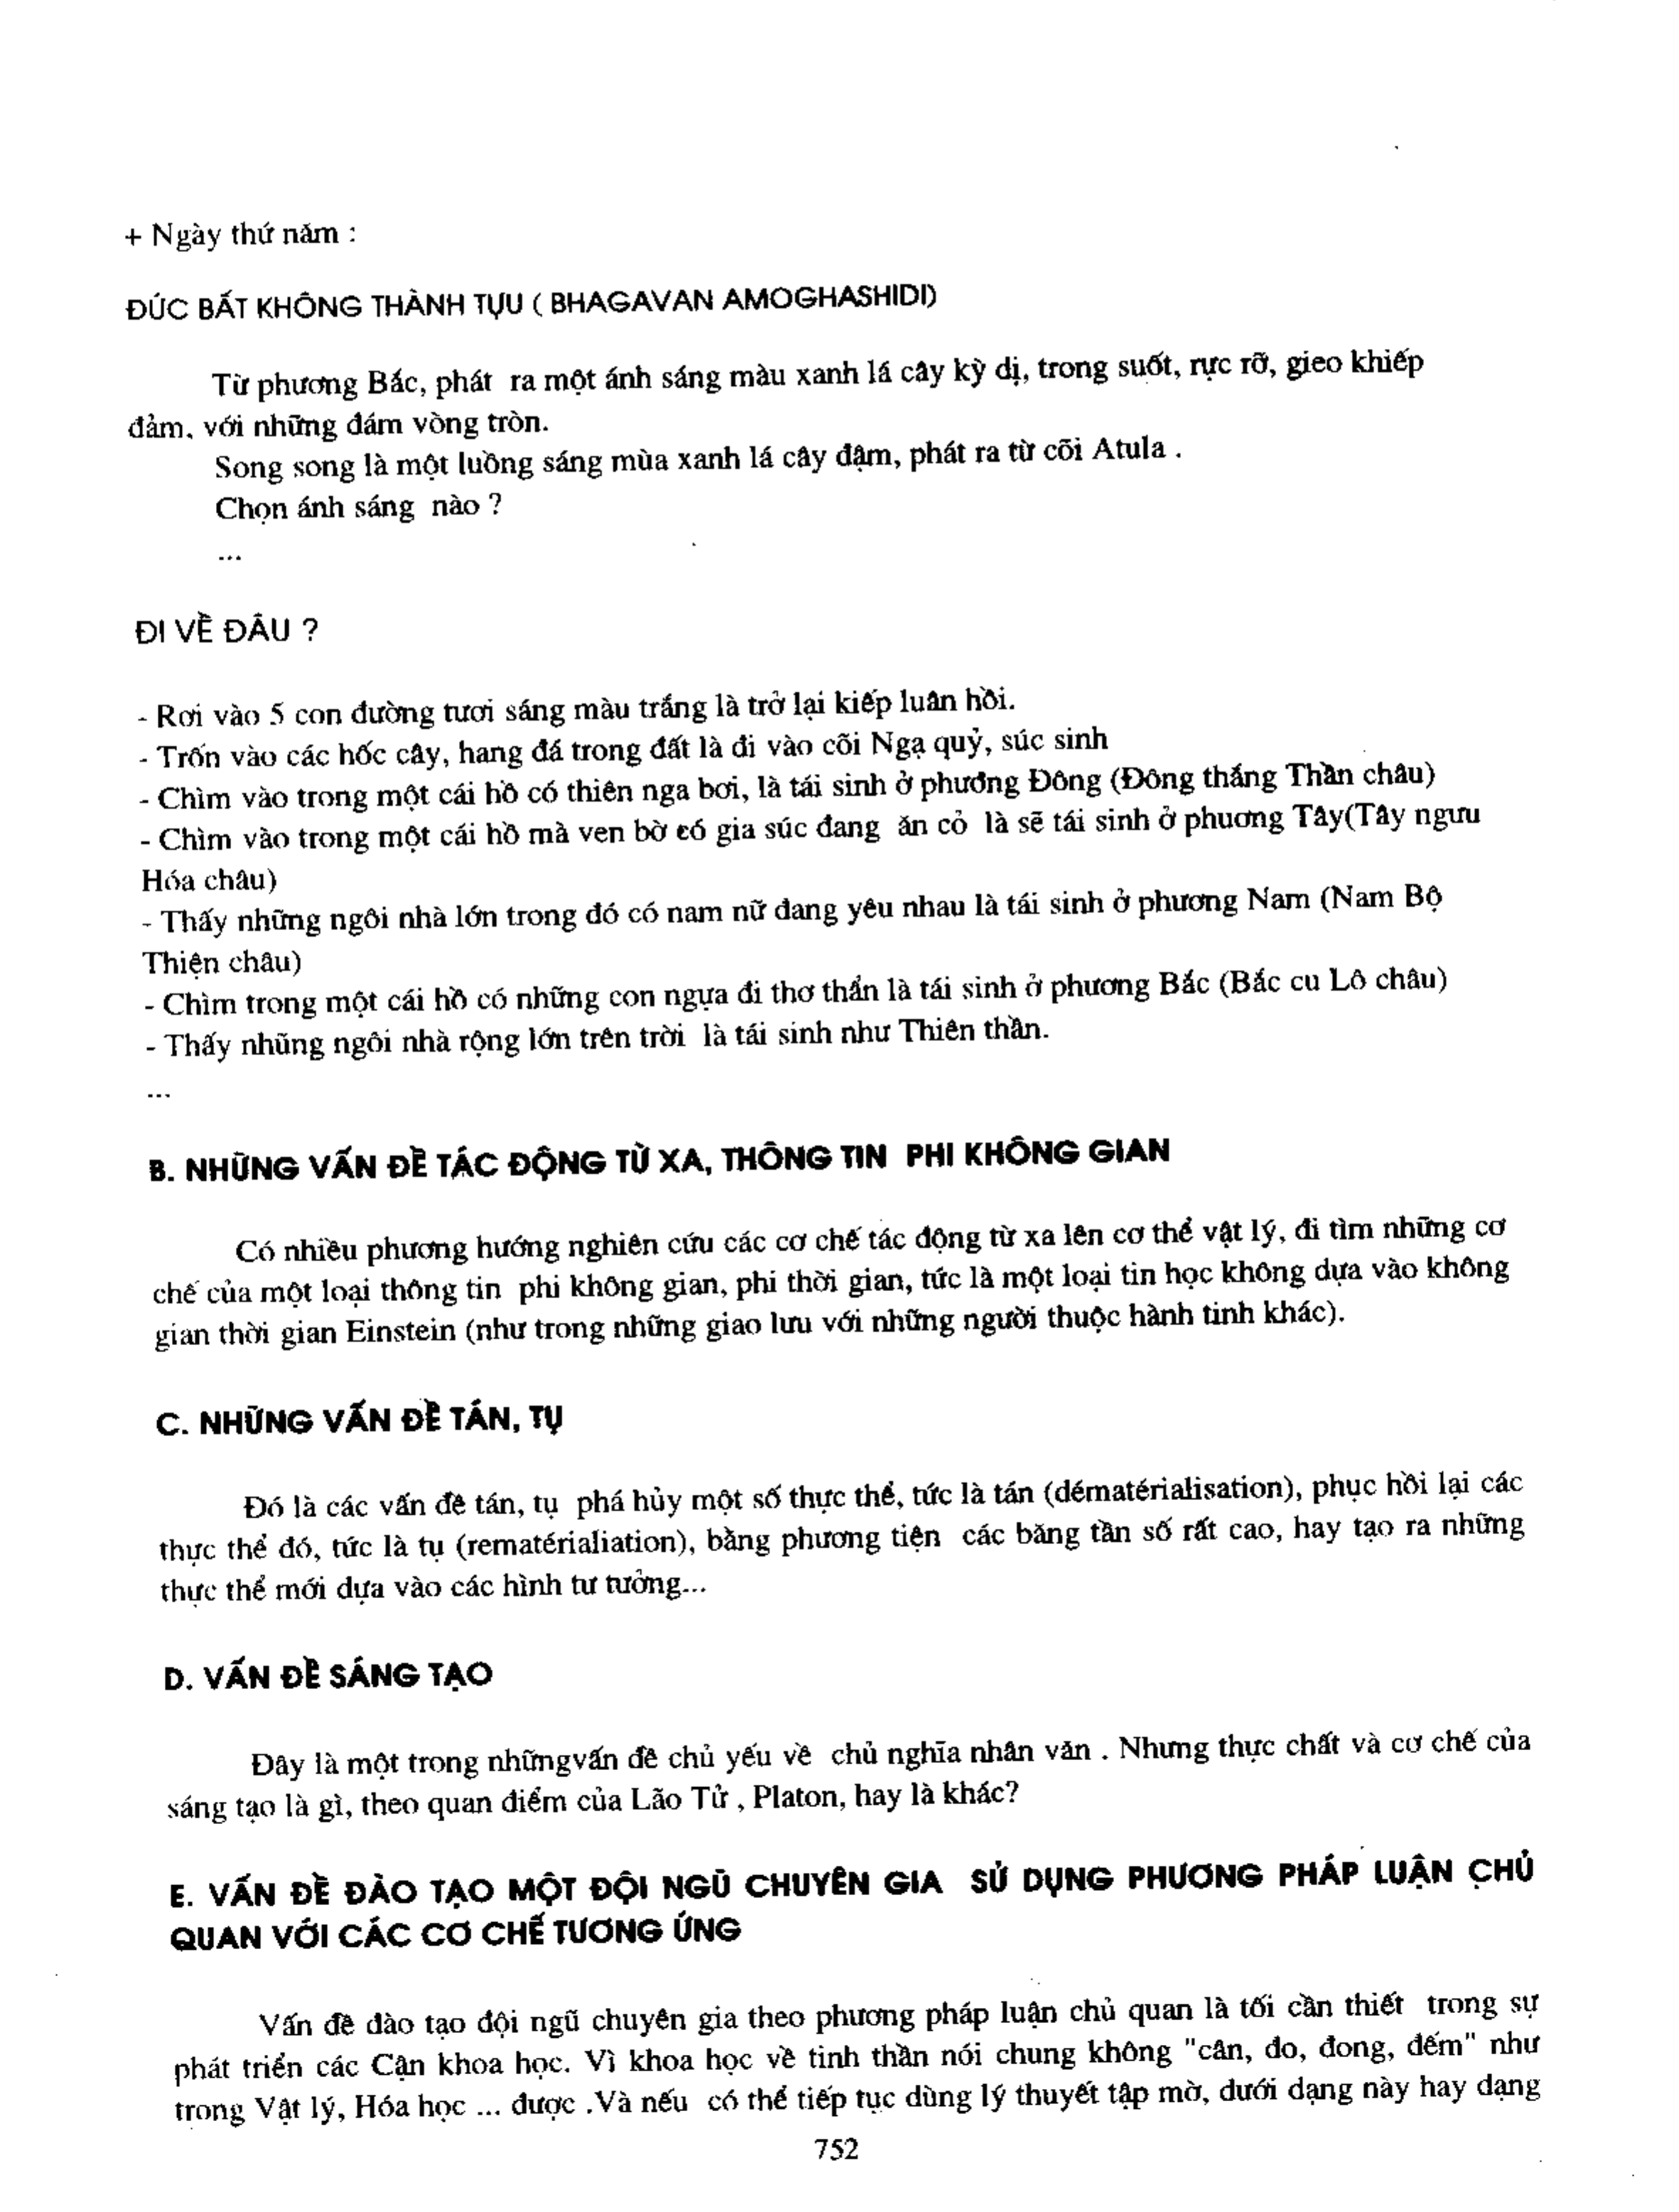 + Ngày thứ năm :
ĐỨC BẤT KHÔNG THÀNH TỰU ( BHAGAVAN AMOGHASHIDI)
Từ phương Bắc, phát ra một ánh sáng màu xanh lá cây kỳ dị, trong suốt, rực rỡ, gieo khiếp
đảm, với những đám vòng tròn.
Song song là một luồng sáng mùa xanh lá cây đậm, phát ra từ cõi Atula .
Chọn ánh sáng nào ?
...
ĐI VỀ ĐÂU ?
- Rơi vào 5 con đường tươi sáng màu trắng là trở lại kiếp luân hồi.
- Trốn vào các hốc cây, hang đá trong đất là đi vào cõi Ngạ quỷ, súc sinh
- Chìm vào trong một cái hồ có thiên nga bơi, là tái sinh ở phương Đông (Đông thắng Thần châu)
- Chìm vào trong một cái hồ mà ven bờ có gia súc đang ăn cỏ là sẽ tái sinh ở phuơng Tây(Tây ngưu
Hóa châu)
- Thấy những ngôi nhà lớn trong đó có nam nữ đang yêu nhau là tái sinh ở phương Nam (Nam Bộ
Thiện châu)
- Chìm trong một cái hồ có những con ngựa đi thơ thẩn là tái sinh ở phương Bắc (Bắc cu Lô châu)
- Thấy nhũng ngôi nhà rộng lớn trên trời là tái sinh như Thiên thần.
...
B. NHỮNG VẤN ĐỀ TÁC ĐỘNG TỪ XA, THÔNG TIN PHI KHÔNG GIAN
Có nhiều phương hướng nghiên cứu các cơ chế tác động từ xa lên cơ thể vật lý, đi tìm những cơ
chế của một loại thông tin phi không gian, phi thời gian, tức là một loại tin học không dựa vào không
gian thời gian Einstein (như trong những giao lưu với những người thuộc hành tinh khác).
C. NHỮNG VẤN ĐỀ TÁN, TỤ
Đó là các vấn đê tán, tụ phá hủy một số thực thể, tức là tán (dématérialisation), phục hồi lại các
thực thể đó, tức là tụ (rematérialiation), bằng phương tiện các băng tần số rất cao, hay tạo ra những
thực thể mới dựa vào các hình tư tưởng...
D. VẤN ĐỀ SÁNG TẠO
Đây là một trong nhữngvấn đê chủ yếu về chủ nghĩa nhân văn . Nhưng thực chất và cơ chế của
sáng tạo là gì, theo quan điểm của Lão Tử , Platon, hay là khác?
E. VẤN ĐỀ ĐÀO TẠO MỘT ĐỘI NGŨ CHUYÊN GIA SỬ DỤNG PHƯƠNG PHÁP LUẬN CHỦ
QUAN VỚI CÁC CƠ CHẾ TƯƠNG ỨNG
Vấn đề đào tạo đội ngũ chuyên gia theo phương pháp luận chủ quan là tối cần thiết trong sự
phát triển các Cận khoa học. Vì khoa học về tinh thần nói chung không "cân, đo, đong, đếm" như
trong Vật lý, Hóa học ... được .Và nếu có thể tiếp tục dùng lý thuyết tập mờ, dưới dạng này hay dạng
752